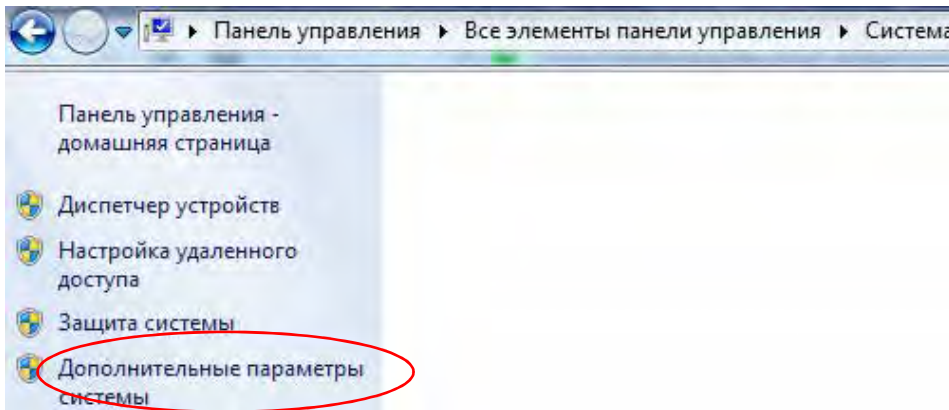 Панель управления ▸ Все элементы панели управления ▸ Система
Панель управления -
домашняя страница
Диспетчер устройств
Настройка удаленного
доступа
Защита системы
Дополнительные параметры
системы